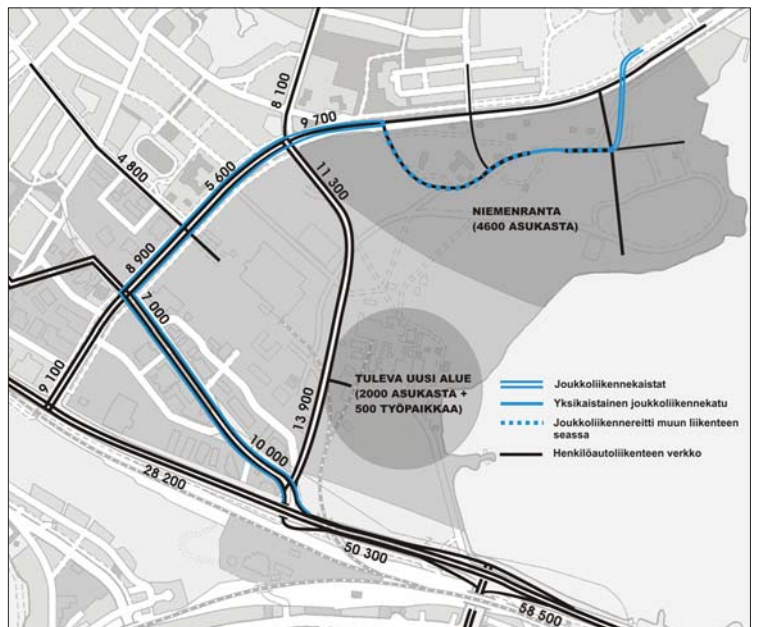 8 100
9 700
4 800
5 600
11 300
NIEMENRANTA
(4600 ASUKASTA)
8 900
7 000
9 100
TULEVA UUSI ALUE
(2000 ASUKASTA +
500 TYÖPAIKKAA)
13 900
10 000
28 200
50 300
58 500
Joukkoliikennekaistat
Yksikaistainen joukkoliikennekatu
Joukkoliikennereitti muun liikenteen
seassa
Henkilöautoliikenteen verkko